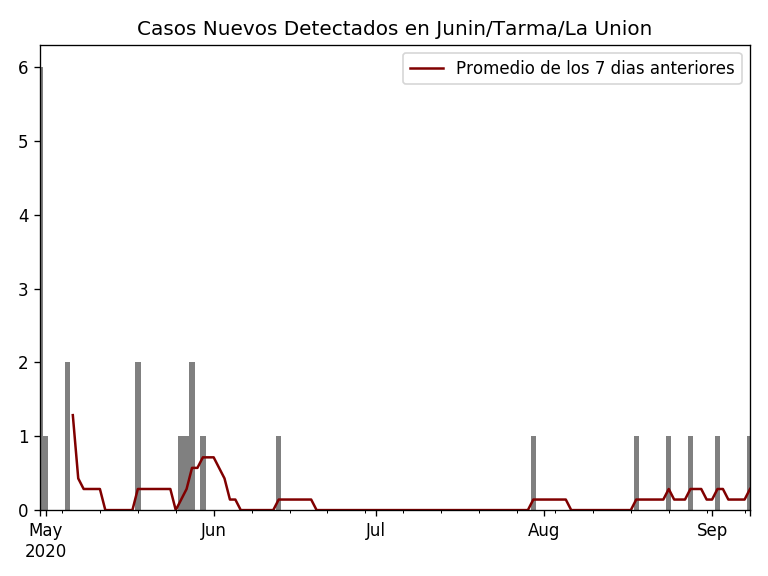 Casos Nuevos Detectados en Junin/Tarma/La Union
Promedio de los 7 dias anteriores
6
5
4
3
2
1
0
May Jun Jul Aug Sep
2020